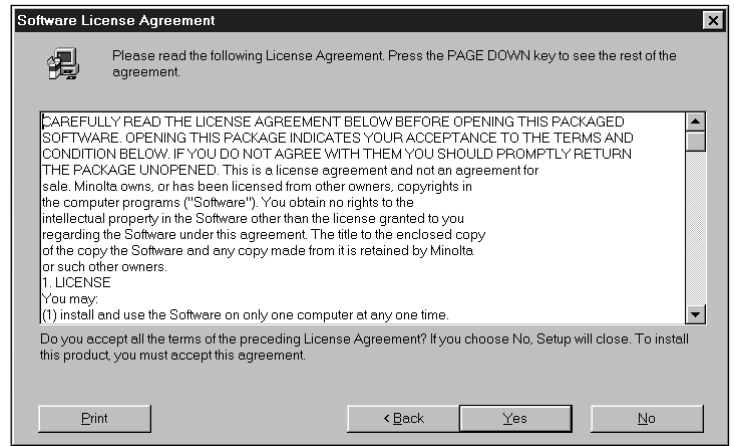 Software License Agreement
Please read the following License Agreement. Press the PAGE DOWN key to see the rest of the
agreement.
CAREFULLY READ THE LICENSE AGREEMENT BELOW BEFORE OPENING THIS PACKAGED
SOFTWARE. OPENING THIS PACKAGE INDICATES YOUR ACCEPTANCE TO THE TERMS AND
CONDITION BELOW. IF YOU DO NOT AGREE WITH THEM YOU SHOULD PROMPTLY RETURN
THE PACKAGE UNOPENED. This is a license agreement and not an agreement for
sale. Minolta owns, or has been licensed from other owners, copyrights in
the computer programs ("Software"). You obtain no rights to the
intellectual property in the Software other than the license granted to you
regarding the Software under this agreement. The title to the enclosed copy
of the copy the Software and any copy made from it is retained by Minolta
or such other owners.
1. LICENSE
You may:
(1) install and use the Software on only one computer at any one time.
Do you accept all the terms of the preceding License Agreement? If you choose No, Setup will close. To install
this product, you must accept this agreement.
Print
< Back
Yes
No